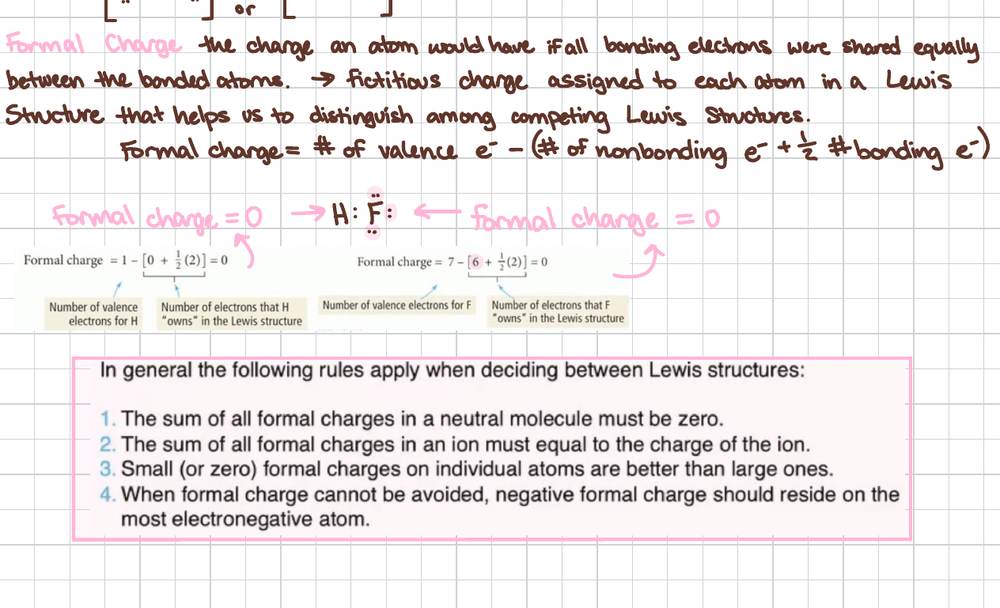 [ " ] or [ ]
Formal Charge the charge an atom would have if all bonding electrons were shared equally
between the bonded atoms. → fictitious charge assigned to each atom in a Lewis
Structure that helps us to distinguish among competing Lewis Structures.
Formal charge = # of valence e⁻ - (# of nonbonding e⁻ + ½ # bonding e⁻)
Formal charge = 0 → H : F : ← formal charge = 0
Formal charge = 1 − [0 + ½(2)] = 0
Number of valence electrons for H
Number of electrons that H "owns" in the Lewis structure
Formal charge = 7 − [6 + ½(2)] = 0
Number of valence electrons for F
Number of electrons that F "owns" in the Lewis structure
In general the following rules apply when deciding between Lewis structures:
1. The sum of all formal charges in a neutral molecule must be zero.
2. The sum of all formal charges in an ion must equal to the charge of the ion.
3. Small (or zero) formal charges on individual atoms are better than large ones.
4. When formal charge cannot be avoided, negative formal charge should reside on the
most electronegative atom.